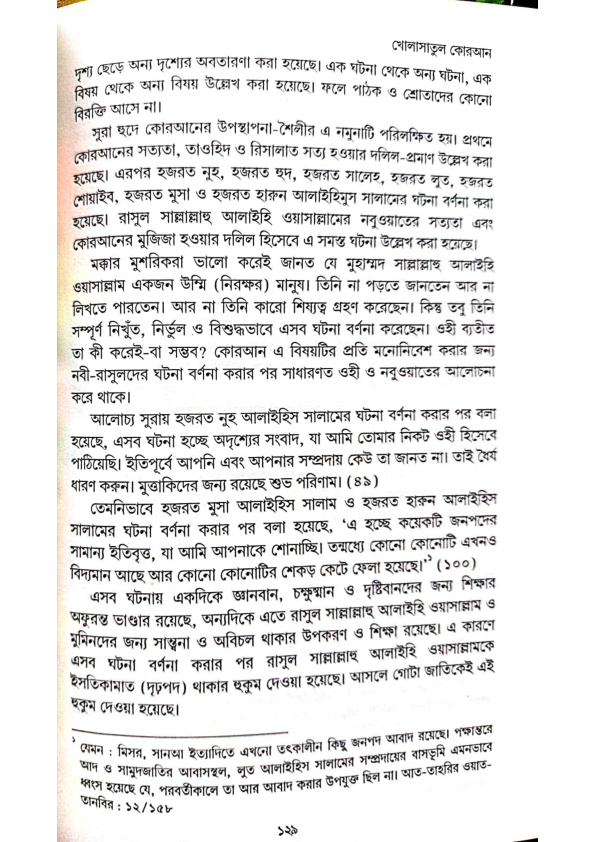 খোলাসাতুল কোরআন
দৃশ্য ছেড়ে অন্য দৃশ্যের অবতারণা করা হয়েছে। এক ঘটনা থেকে অন্য ঘটনা, এক
বিষয় থেকে অন্য বিষয় উল্লেখ করা হয়েছে। ফলে পাঠক ও শ্রোতাদের কোনো
বিরক্তি আসে না।
সুরা হুদে কোরআনের উপস্থাপনা-শৈলীর এ নমুনাটি পরিলক্ষিত হয়। প্রথমে
কোরআনের সত্যতা, তাওহিদ ও রিসালাত সত্য হওয়ার দলিল-প্রমাণ উল্লেখ করা
হয়েছে। এরপর হজরত নুহ, হজরত হুদ, হজরত সালেহ, হজরত লুত, হজরত
শোয়াইব, হজরত মুসা ও হজরত হারুন আলাইহিমুস সালামের ঘটনা বর্ণনা করা
হয়েছে। রাসুল সাল্লাল্লাহু আলাইহি ওয়াসাল্লামের নবুওয়াতের সত্যতা এবং
কোরআনের মুজিজা হওয়ার দলিল হিসেবে এ সমস্ত ঘটনা উল্লেখ করা হয়েছে।
মক্কার মুশরিকরা ভালো করেই জানত যে মুহাম্মদ সাল্লাল্লাহু আলাইহি
ওয়াসাল্লাম একজন উম্মি (নিরক্ষর) মানুষ। তিনি না পড়তে জানতেন আর না
লিখতে পারতেন। আর না তিনি কারো শিষ্যত্ব গ্রহণ করেছেন। কিন্তু তবু তিনি
সম্পূর্ণ নিখুঁত, নির্ভুল ও বিশুদ্ধভাবে এসব ঘটনা বর্ণনা করেছেন। ওহী ব্যতীত
তা কী করেই-বা সম্ভব? কোরআন এ বিষয়টির প্রতি মনোনিবেশ করার জন্য
নবী-রাসুলদের ঘটনা বর্ণনা করার পর সাধারণত ওহী ও নবুওয়াতের আলোচনা
করে থাকে।
আলোচ্য সুরায় হজরত নুহ আলাইহিস সালামের ঘটনা বর্ণনা করার পর বলা
হয়েছে, এসব ঘটনা হচ্ছে অদৃশ্যের সংবাদ, যা আমি তোমার নিকট ওহী হিসেবে
পাঠিয়েছি। ইতিপূর্বে আপনি এবং আপনার সম্প্রদায় কেউ তা জানত না। তাই ধৈর্য
ধারণ করুন। মুত্তাকিদের জন্য রয়েছে শুভ পরিণাম। (৪৯)
তেমনিভাবে হজরত মুসা আলাইহিস সালাম ও হজরত হারুন আলাইহিস
সালামের ঘটনা বর্ণনা করার পর বলা হয়েছে, ‘এ হচ্ছে কয়েকটি জনপদের
সামান্য ইতিবৃত্ত, যা আমি আপনাকে শোনাচ্ছি। তন্মধ্যে কোনো কোনোটি এখনও
বিদ্যমান আছে আর কোনো কোনোটির শেকড় কেটে ফেলা হয়েছে।’১ (১০০)
এসব ঘটনায় একদিকে জ্ঞানবান, চক্ষুষ্মান ও দৃষ্টিবানদের জন্য শিক্ষার
অফুরন্ত ভাণ্ডার রয়েছে, অন্যদিকে এতে রাসুল সাল্লাল্লাহু আলাইহি ওয়াসাল্লাম ও
মুমিনদের জন্য সান্ত্বনা ও অবিচল থাকার উপকরণ ও শিক্ষা রয়েছে। এ কারণে
এসব ঘটনা বর্ণনা করার পর রাসুল সাল্লাল্লাহু আলাইহি ওয়াসাল্লামকে
ইসতিকামাত (দৃঢ়পদ) থাকার হুকুম দেওয়া হয়েছে। আসলে গোটা জাতিকেই এই
হুকুম দেওয়া হয়েছে।
১ যেমন : মিসর, সানআ ইত্যাদিতে এখনো তৎকালীন কিছু জনপদ আবাদ রয়েছে। পক্ষান্তরে
আদ ও সামুদজাতির আবাসস্থল, লুত আলাইহিস সালামের সম্প্রদায়ের বাসভূমি এমনভাবে
ধ্বংস হয়েছে যে, পরবর্তীকালে তা আর আবাদ করার উপযুক্ত ছিল না। আত-তাহরির ওয়াত-
তানবির : ১২/১৫৮
১২৯